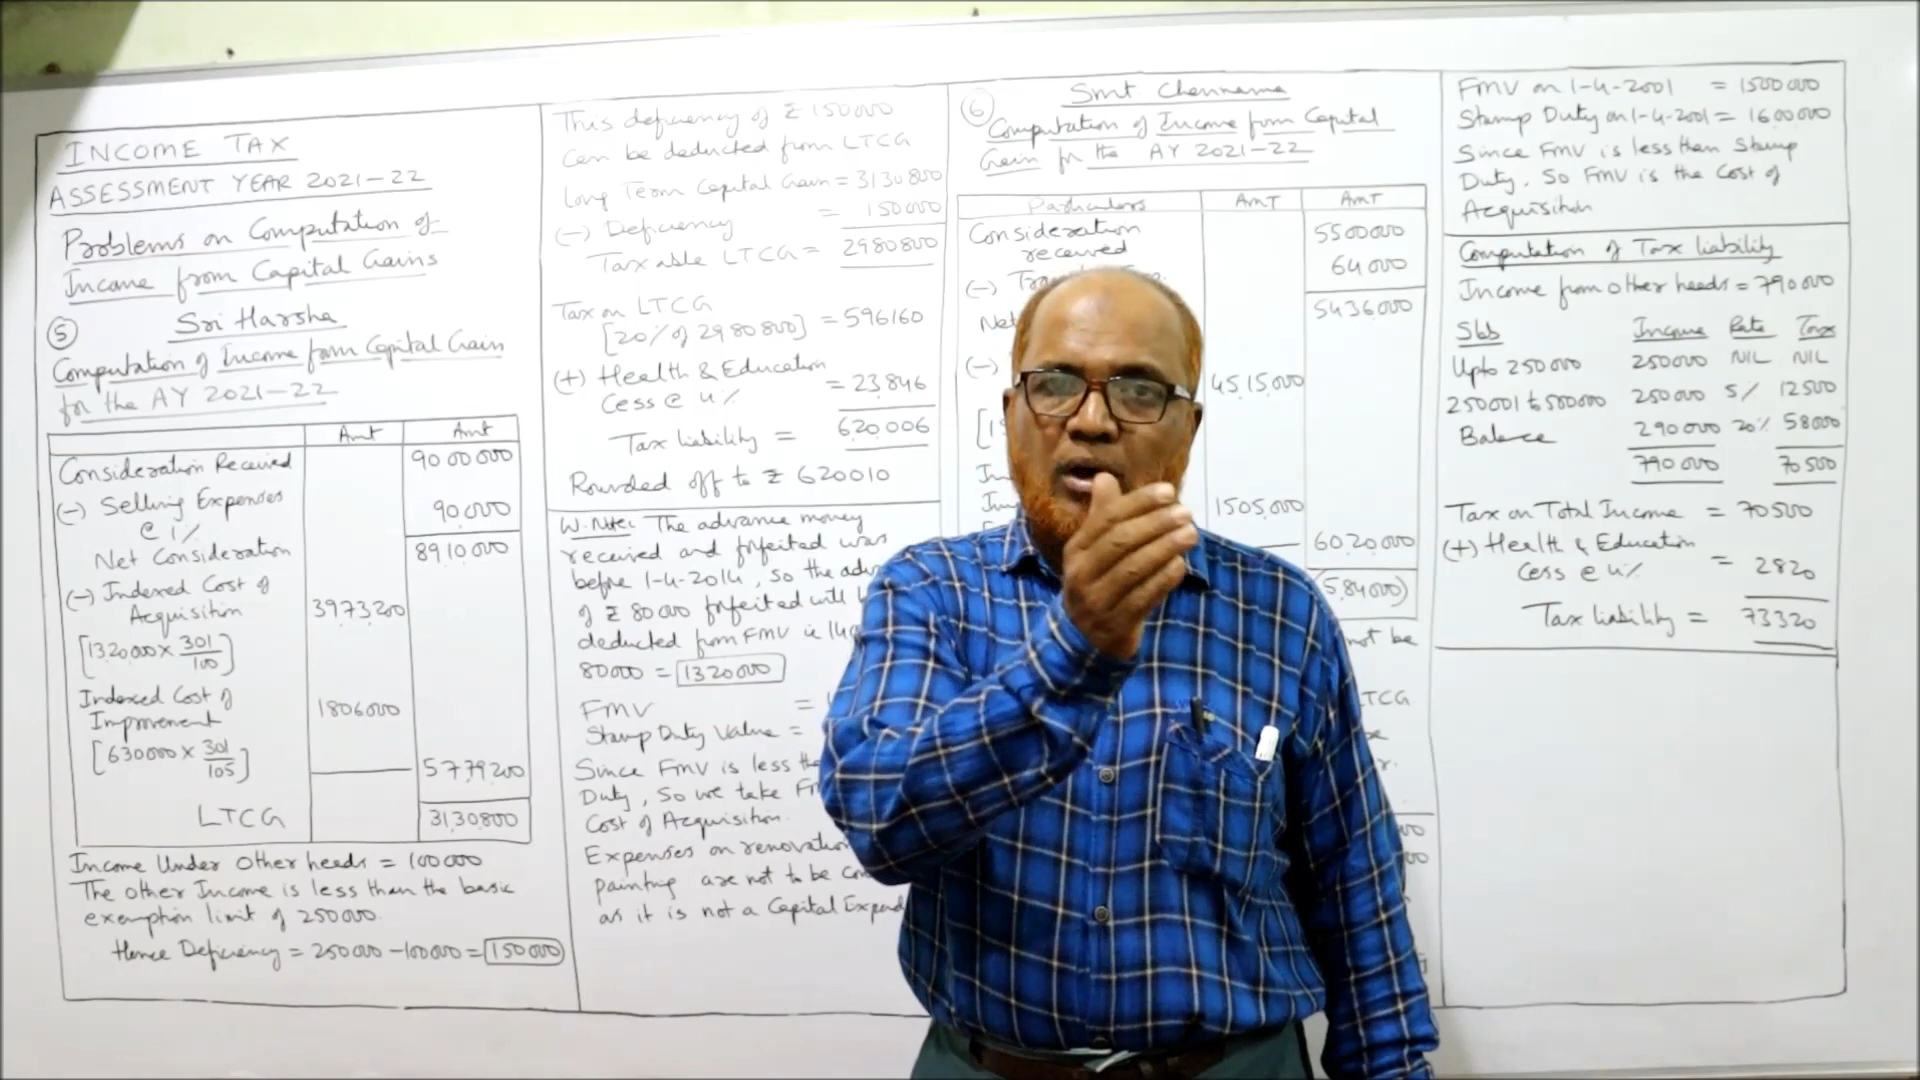 INCOME TAX
ASSESSMENT YEAR 2021-22
Problems on Computation of
Income from Capital Gains
5 Sri Harsha
Computation of Income from Capital Gain
for the AY 2021-22
Amt Amt
Consideration Received 9000000
(-) Selling Expenses
@ 1% 90,000
Net Consideration 8910000
(-) Indexed Cost of
Acquisition 3973200
[1320000 x 301/100]
Indexed Cost of
Improvement 1806000
[630000 x 301/105]
5779200
LTCG 3130800
Income Under Other heads = 100000
The other Income is less than the basic
exemption limit of 250000.
Hence Deficiency = 250000 - 100000 = 150000
This deficiency of ₹ 150000
can be deducted from LTCG
Long Term Capital Gain = 3130800
(-) Deficiency = 150000
Taxable LTCG = 2980800
Tax on LTCG
[20% of 2980800] = 596160
(+) Health & Education
Cess @ 4% = 23,846
Tax liability = 620006
Rounded off to ₹ 620010
W. Note: The advance money
received and forfeited was
before 1-4-2014, So the
of ₹ 80000 forfeited will
deducted from FMV ie
80000 = 1320000
FMV =
Stamp Duty Value =
Since FMV is less
Duty, So we take
Cost of Acquisition.
Expenses on renovation
painting are not to be
as it is not a Capital
6 Smt Chennama
Computation of Income from Capital
Gain for the AY 2021-22
Particulars AMT AMT
Consideration
received 5500000
(-) 64000
5436000
(-) 45,15,000
1505,000
6020000
(584000)
not be
LTCG
FMV on 1-4-2001 = 1500000
Stamp Duty on 1-4-2001 = 1600000
Since FMV is less than Stamp
Duty, So FMV is the Cost of
Acquisition
Computation of Tax liability
Income from other heads = 790000
Slab Income Rate Tax
Upto 250000 250000 NIL NIL
250001 to 500000 250000 5% 12500
Balance 290000 20% 58000
790000 70500
Tax on Total Income = 70500
(+) Health & Education
Cess @ 4% = 2820
Tax liability = 73320